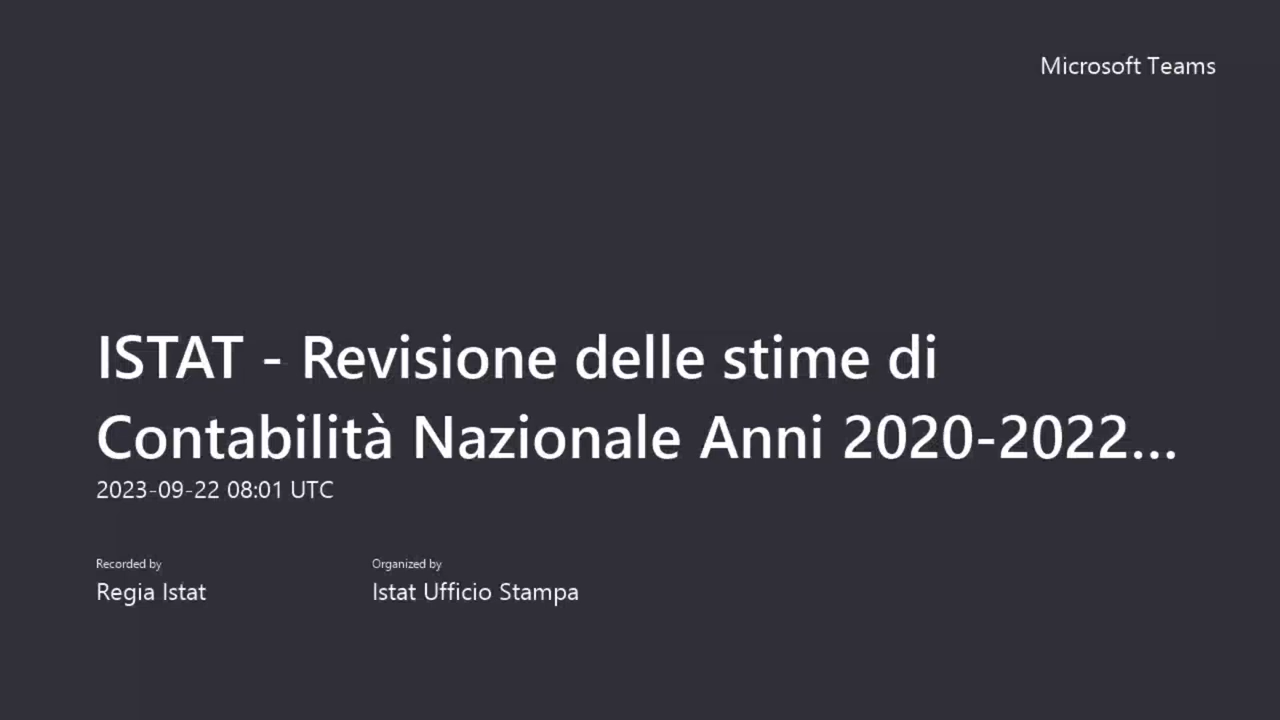 Microsoft Teams
ISTAT - Revisione delle stime di
Contabilità Nazionale Anni 2020-2022...
2023-09-22 08:01 UTC
Recorded by
Regia Istat
Organized by
Istat Ufficio Stampa